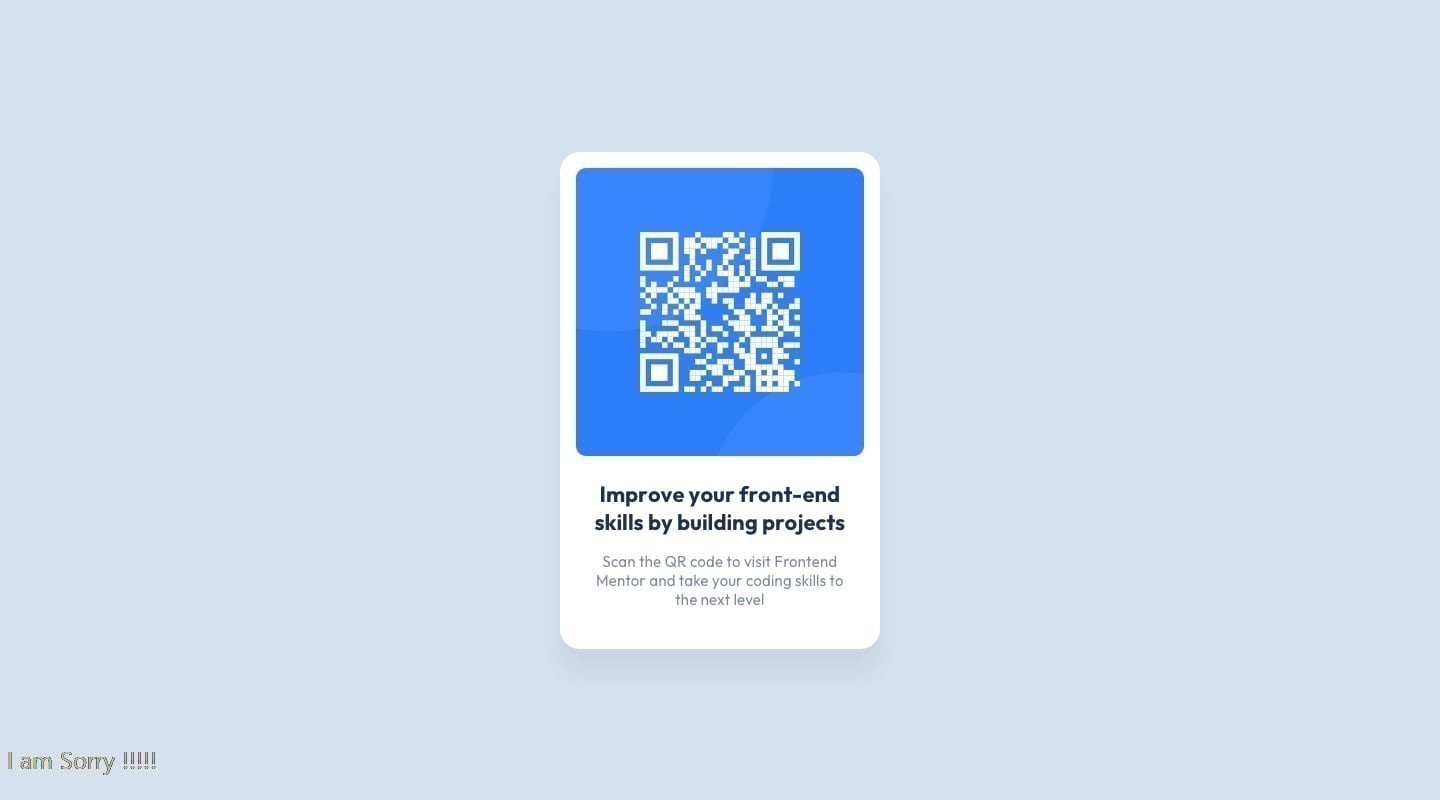 Improve your front-end
skills by building projects
Scan the QR code to visit Frontend
Mentor and take your coding skills to
the next level
I am Sorry !!!!!